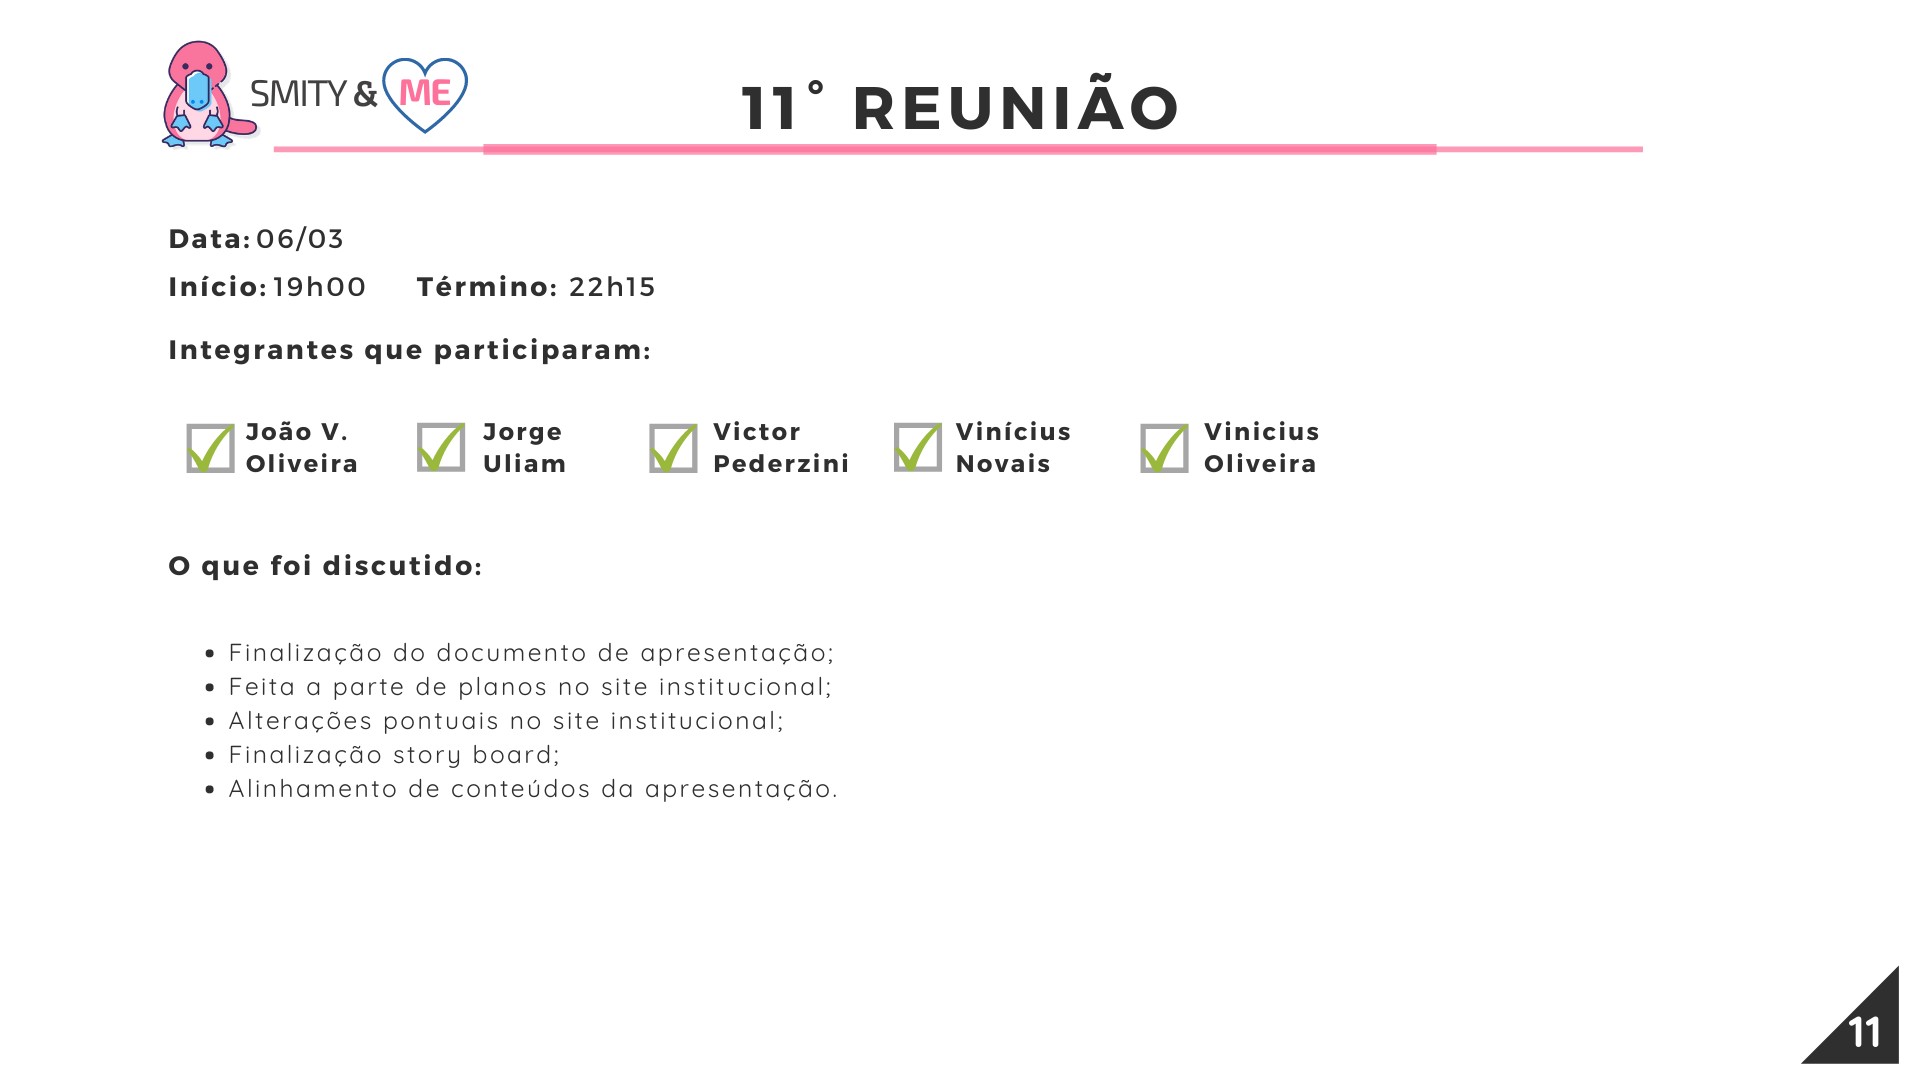 SMITY & ME
11° REUNIÃO
Data: 06/03
Início: 19h00 Término: 22h15
Integrantes que participaram:
João V. Jorge Victor Vinícius Vinicius
Oliveira Uliam Pederzini Novais Oliveira
O que foi discutido:
• Finalização do documento de apresentação;
• Feita a parte de planos no site institucional;
• Alterações pontuais no site institucional;
• Finalização story board;
• Alinhamento de conteúdos da apresentação.
11